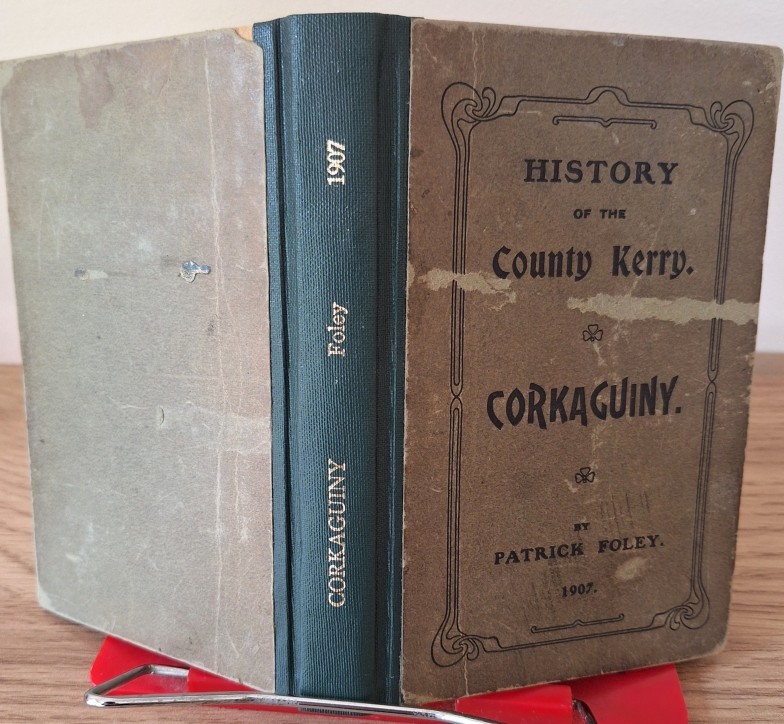 CORKAGUINY Foley 1907
HISTORY
OF THE
County Kerry.
CORKAGUINY.
BY
PATRICK FOLEY.
1907.